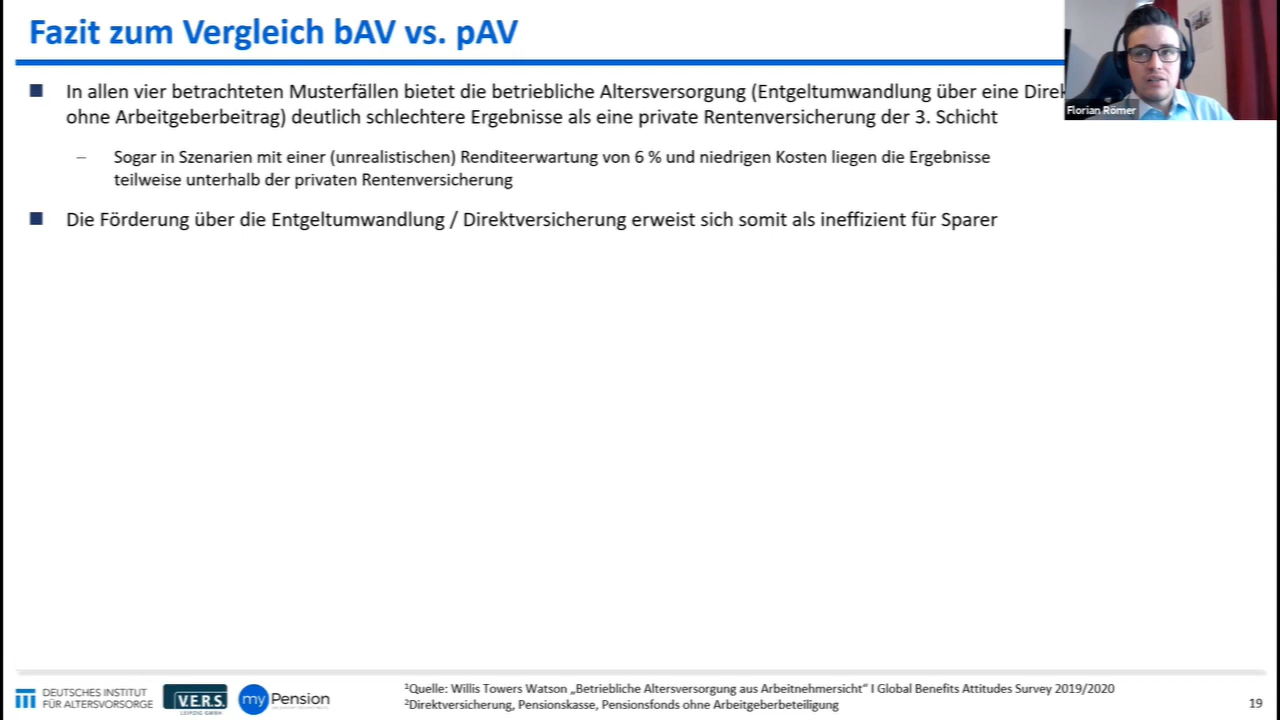 Fazit zum Vergleich bAV vs. pAV
In allen vier betrachteten Musterfällen bietet die betriebliche Altersversorgung (Entgeltumwandlung über eine Direk
ohne Arbeitgeberbeitrag) deutlich schlechtere Ergebnisse als eine private Rentenversicherung der 3. Schicht
– Sogar in Szenarien mit einer (unrealistischen) Renditeerwartung von 6 % und niedrigen Kosten liegen die Ergebnisse
teilweise unterhalb der privaten Rentenversicherung
Die Förderung über die Entgeltumwandlung / Direktversicherung erweist sich somit als ineffizient für Sparer
Florian Römer
DEUTSCHES INSTITUT
FÜR ALTERSVORSORGE
V.E.R.S.
LEIPZIG GMBH
myPension
¹Quelle: Willis Towers Watson „Betriebliche Altersversorgung aus Arbeitnehmersicht“ I Global Benefits Attitudes Survey 2019/2020
²Direktversicherung, Pensionskasse, Pensionsfonds ohne Arbeitgeberbeteiligung
19